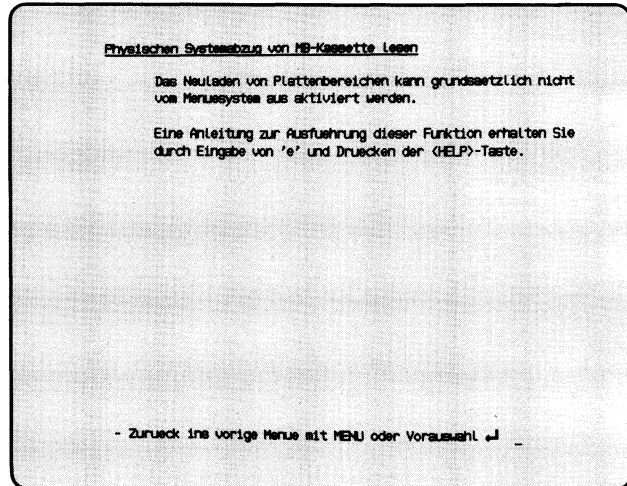 Physischen Systemabzug von MB-Kassette lesen
Das Neuladen von Plattenbereichen kann grundsaetzlich nicht
vom Menuesystem aus aktiviert werden.
Eine Anleitung zur Ausfuehrung dieser Funktion erhalten Sie
durch Eingabe von 'e' und Druecken der <HELP>-Taste.
- Zurueck ins vorige Menue mit MENU oder Vorauswahl ↵ _